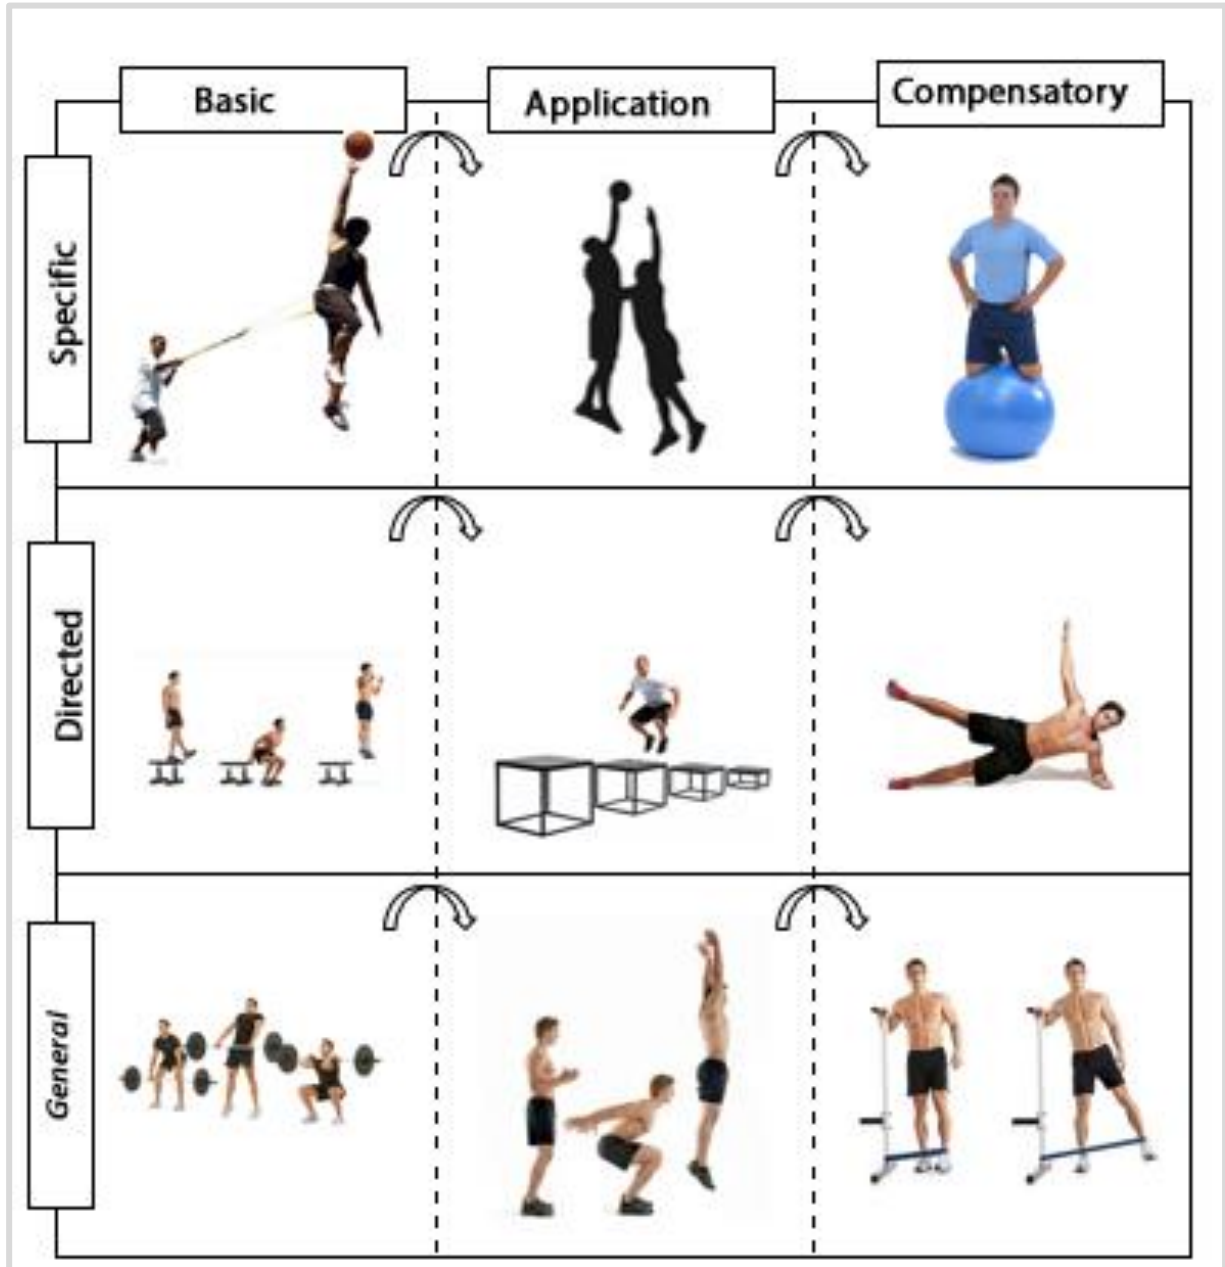 Basic
Application
Compensatory
Specific
Directed
General